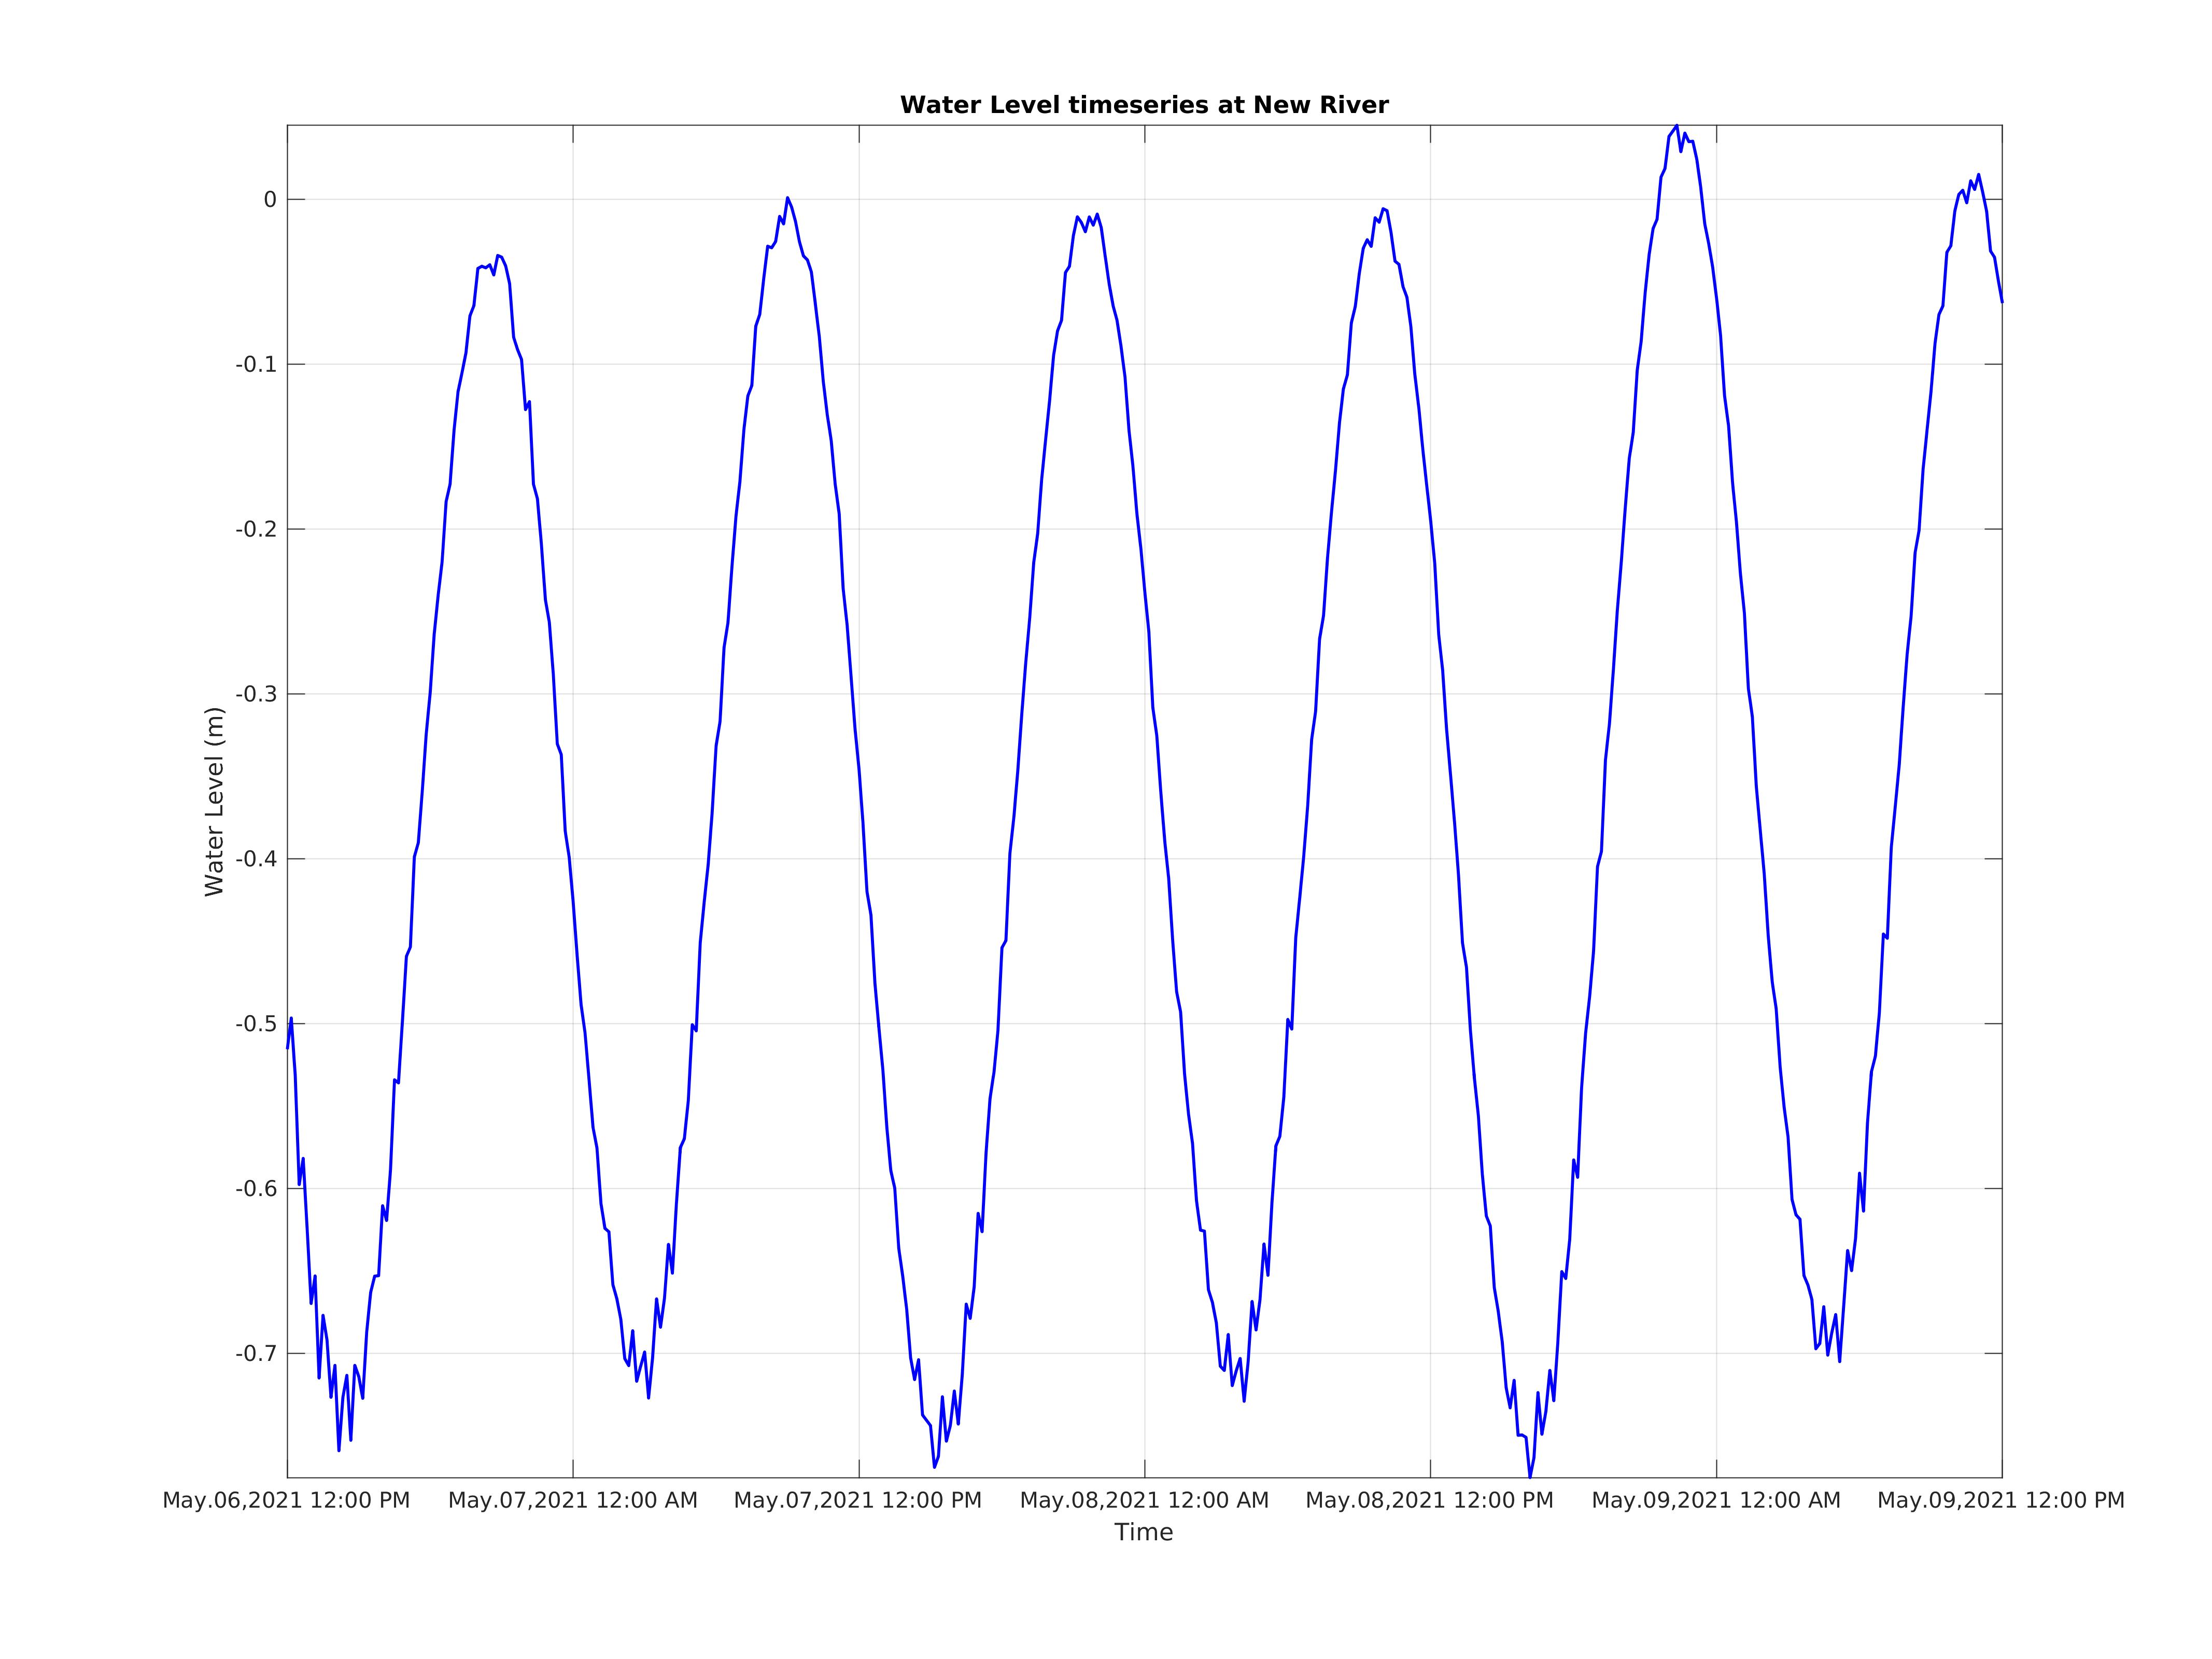 Water Level timeseries at New River
0
-0.1
-0.2
-0.3
-0.4
-0.5
-0.6
-0.7
Water Level (m)
May.06,2021 12:00 PM May.07,2021 12:00 AM May.07,2021 12:00 PM May.08,2021 12:00 AM May.08,2021 12:00 PM May.09,2021 12:00 AM May.09,2021 12:00 PM
Time